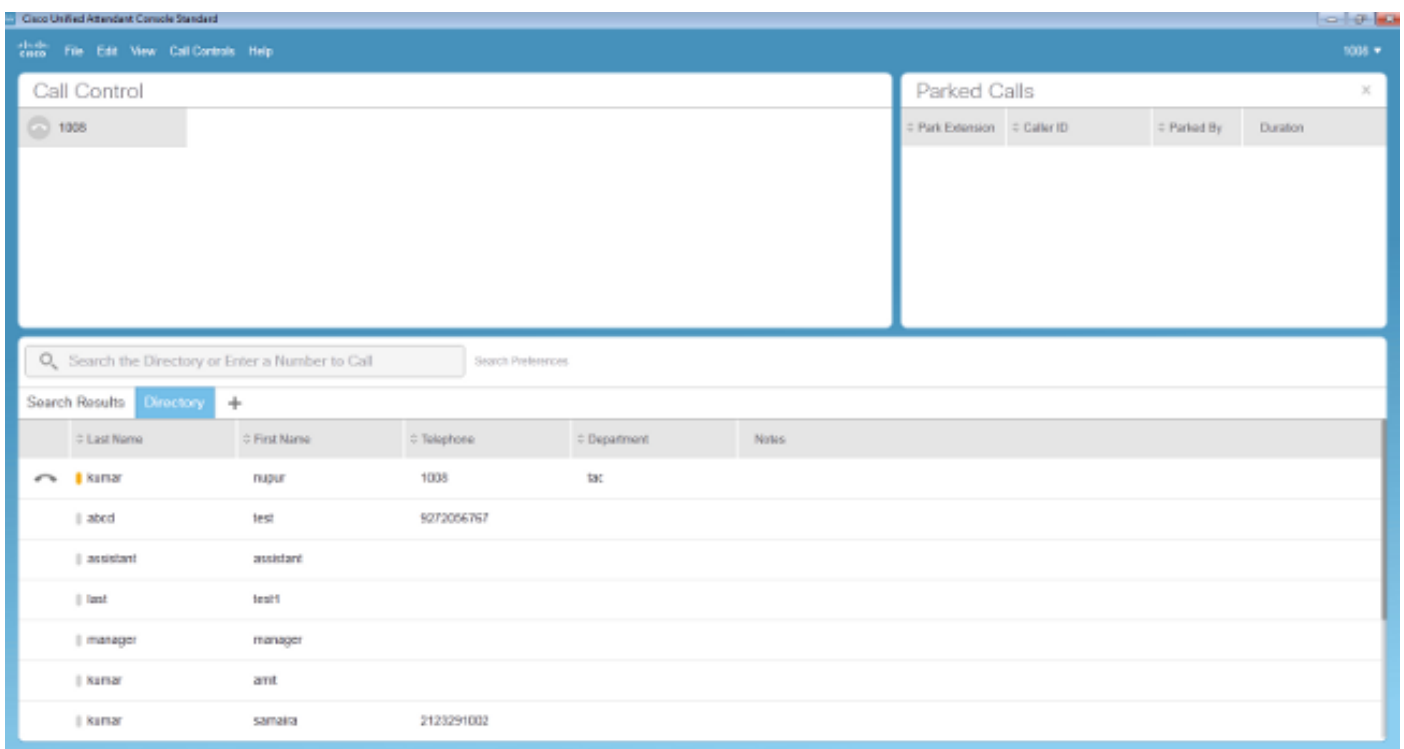 Cisco Unified Attendant Console Standard
cisco File Edit View Call Controls Help 1008
Call Control
Parked Calls
1008
Park Extension Caller ID Parked By Duration
Search the Directory or Enter a Number to Call Search Preferences
Search Results Directory +
Last Name First Name Telephone Department Notes
kumar nupur 1008 tac
abcd test 9272056767
assistant assistant
last test1
manager manager
kumar amit
kumar samaira 2123291002